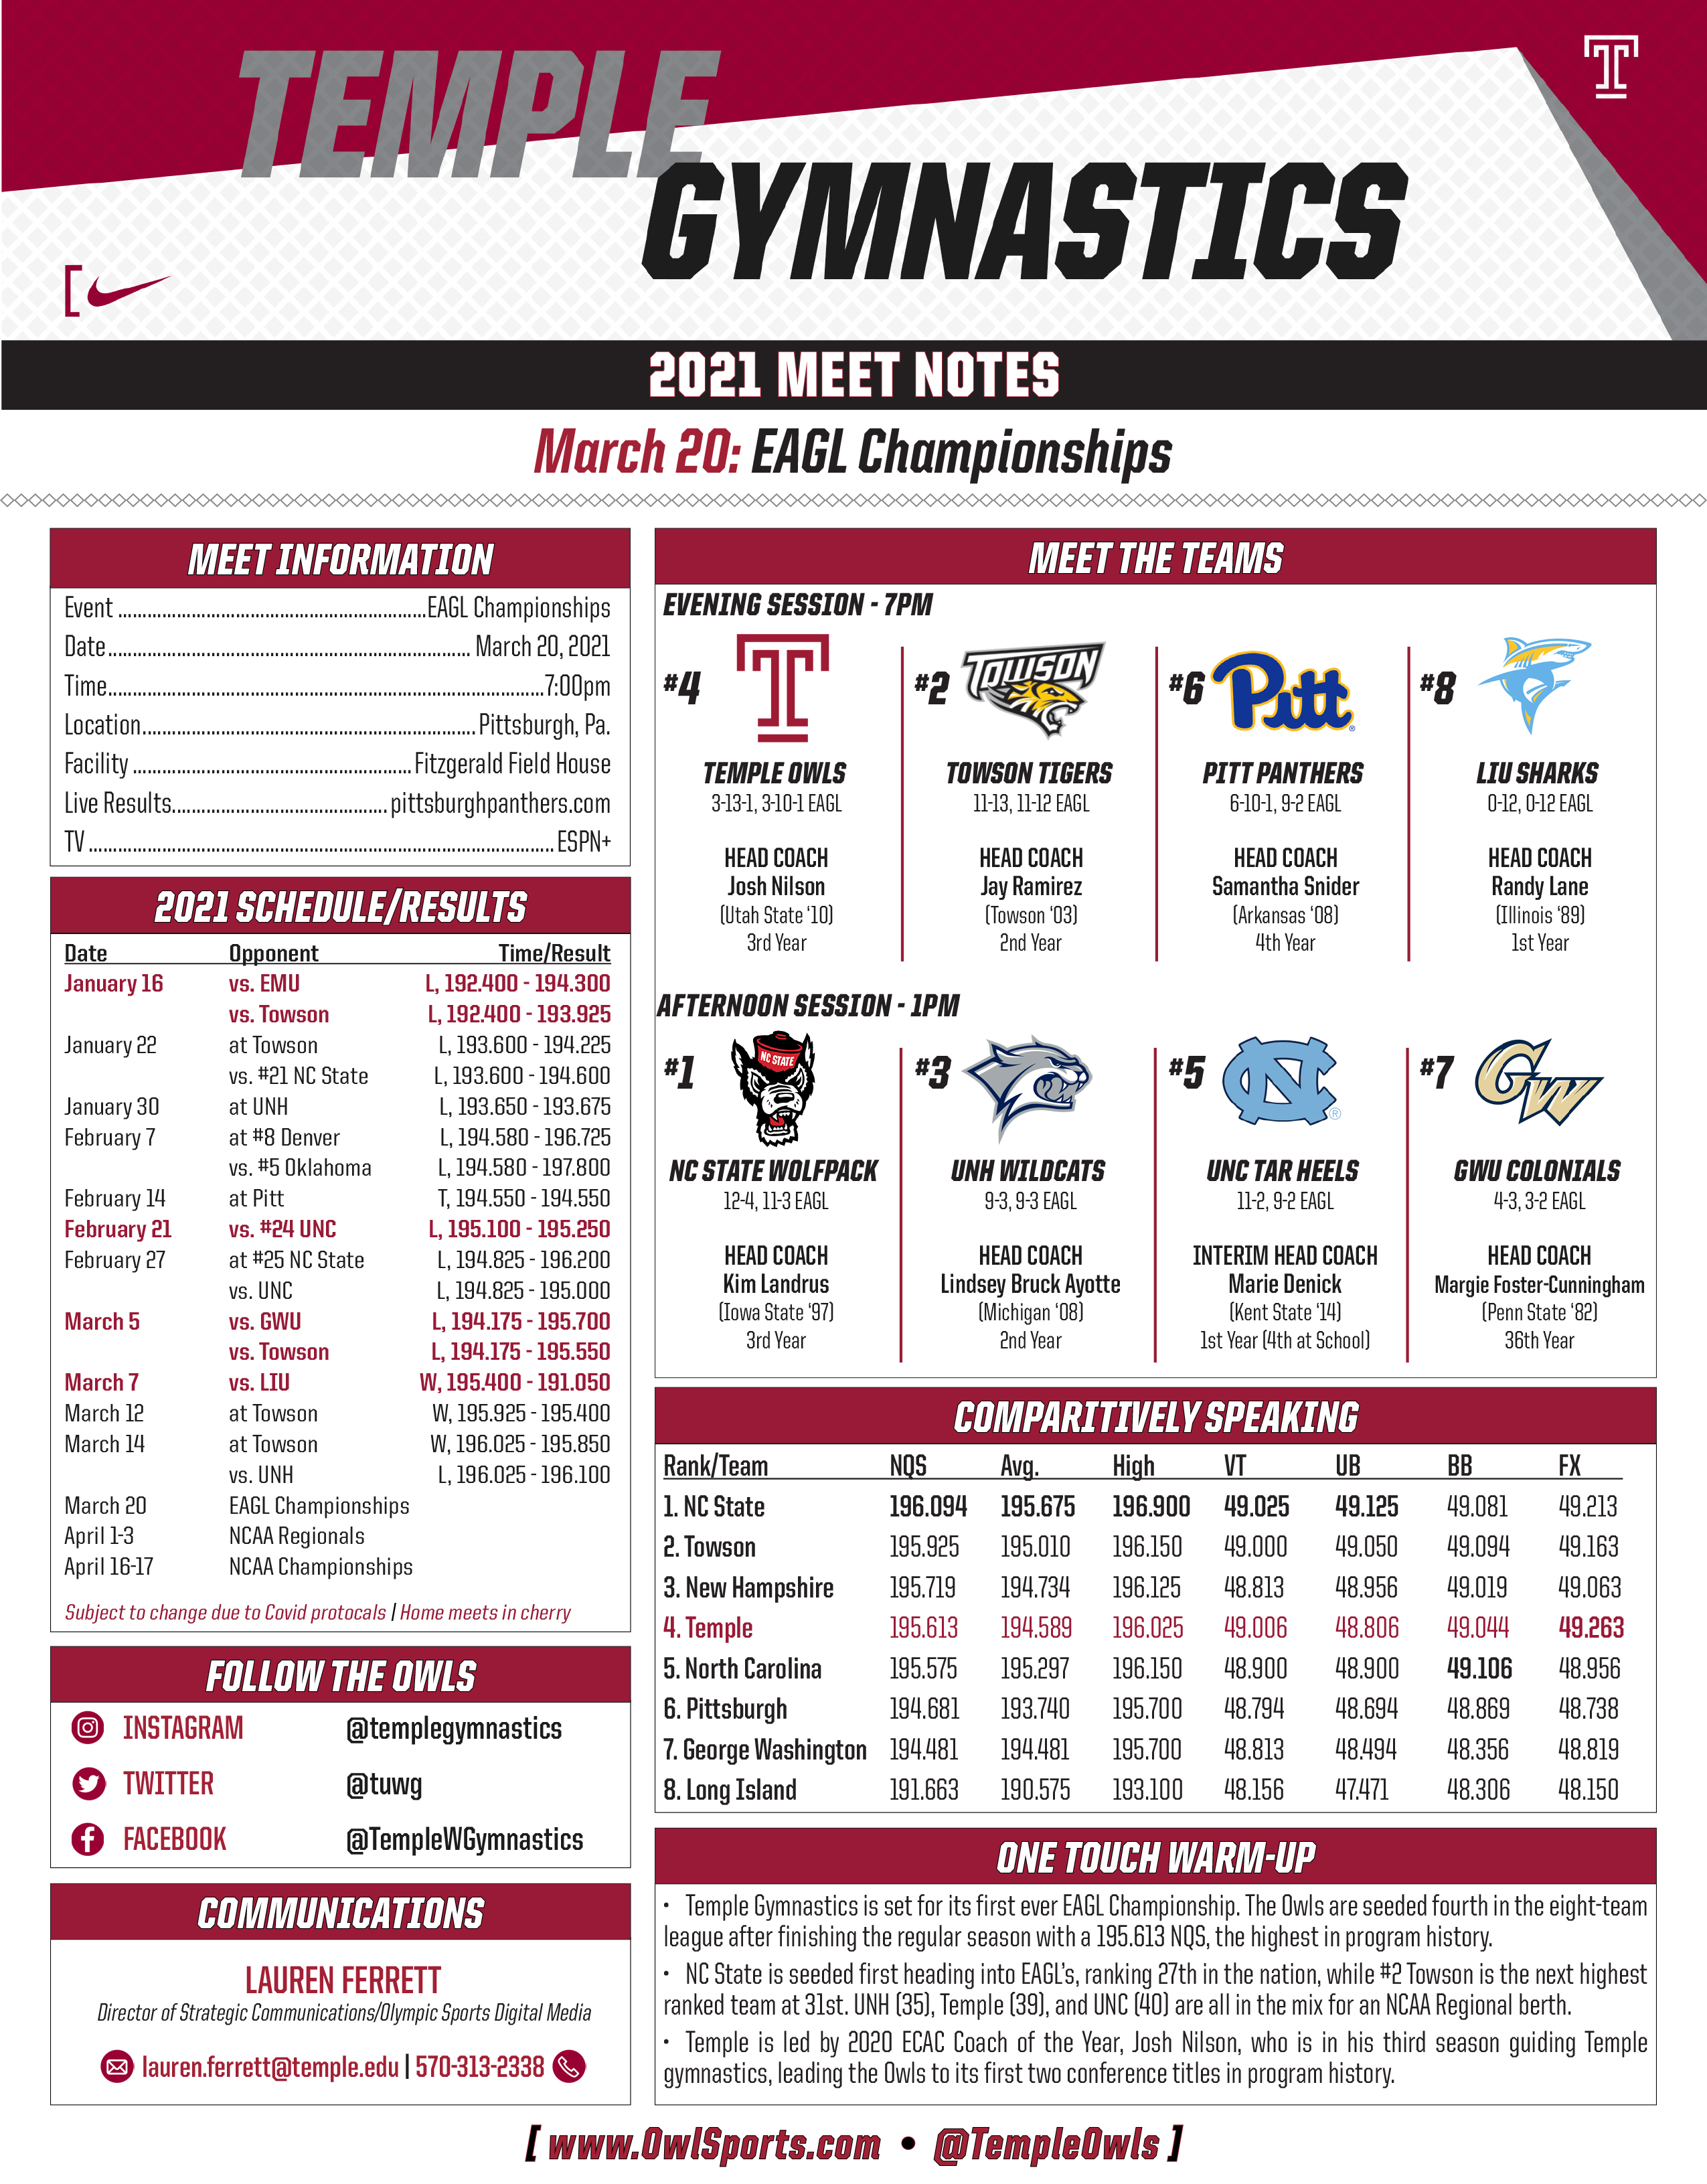 TEMPLE
GYMNASTICS
2021 MEET NOTES
March 20: EAGL Championships
MEET INFORMATION
Event ...............................................................EAGL Championships
Date.......................................................................... March 20, 2021
Time.........................................................................................7:00pm
Location.................................................................... Pittsburgh, Pa.
Facility .........................................................Fitzgerald Field House
Live Results............................................ pittsburghpanthers.com
TV ...............................................................................................ESPN+
2021 SCHEDULE/RESULTS
Date Opponent Time/Result
January 16 vs. EMU L, 192.400 - 194.300
vs. Towson L, 192.400 - 193.925
January 22 at Towson L, 193.600 - 194.225
vs. #21 NC State L, 193.600 - 194.600
January 30 at UNH L, 193.650 - 193.675
February 7 at #8 Denver L, 194.580 - 196.725
vs. #5 Oklahoma L, 194.580 - 197.800
February 14 at Pitt T, 194.550 - 194.550
February 21 vs. #24 UNC L, 195.100 - 195.250
February 27 at #25 NC State L, 194.825 - 196.200
vs. UNC L, 194.825 - 195.000
March 5 vs. GWU L, 194.175 - 195.700
vs. Towson L, 194.175 - 195.550
March 7 vs. LIU W, 195.400 - 191.050
March 12 at Towson W, 195.925 - 195.400
March 14 at Towson W, 196.025 - 195.850
vs. UNH L, 196.025 - 196.100
March 20 EAGL Championships
April 1-3 NCAA Regionals
April 16-17 NCAA Championships
Subject to change due to Covid protocals | Home meets in cherry
FOLLOW THE OWLS
INSTAGRAM @templegymnastics
TWITTER @tuwg
FACEBOOK @TempleWGymnastics
COMMUNICATIONS
LAUREN FERRETT
Director of Strategic Communications/Olympic Sports Digital Media
lauren.ferrett@temple.edu | 570-313-2338
MEET THE TEAMS
EVENING SESSION - 7PM
#4 T #2 TOWSON #6 Pitt ® #8
TEMPLE OWLS TOWSON TIGERS PITT PANTHERS LIU SHARKS
3-13-1, 3-10-1 EAGL 11-13, 11-12 EAGL 6-10-1, 9-2 EAGL 0-12, 0-12 EAGL
HEAD COACH HEAD COACH HEAD COACH HEAD COACH
Josh Nilson Jay Ramirez Samantha Snider Randy Lane
(Utah State ‘10) (Towson ‘03) (Arkansas ‘08) (Illinois ‘89)
3rd Year 2nd Year 4th Year 1st Year
AFTERNOON SESSION - 1PM
#1 NC STATE #3 #5 NC ® #7 GW
NC STATE WOLFPACK UNH WILDCATS UNC TAR HEELS GWU COLONIALS
12-4, 11-3 EAGL 9-3, 9-3 EAGL 11-2, 9-2 EAGL 4-3, 3-2 EAGL
HEAD COACH HEAD COACH INTERIM HEAD COACH HEAD COACH
Kim Landrus Lindsey Bruck Ayotte Marie Denick Margie Foster-Cunningham
(Iowa State ‘97) (Michigan ‘08) (Kent State ‘14) (Penn State ‘82)
3rd Year 2nd Year 1st Year (4th at School) 36th Year
COMPARITIVELY SPEAKING
Rank/Team NQS Avg. High VT UB BB FX
1. NC State 196.094 195.675 196.900 49.025 49.125 49.081 49.213
2. Towson 195.925 195.010 196.150 49.000 49.050 49.094 49.163
3. New Hampshire 195.719 194.734 196.125 48.813 48.956 49.019 49.063
4. Temple 195.613 194.589 196.025 49.006 48.806 49.044 49.263
5. North Carolina 195.575 195.297 196.150 48.900 48.900 49.106 48.956
6. Pittsburgh 194.681 193.740 195.700 48.794 48.694 48.869 48.738
7. George Washington 194.481 194.481 195.700 48.813 48.494 48.356 48.819
8. Long Island 191.663 190.575 193.100 48.156 47.471 48.306 48.150
ONE TOUCH WARM-UP
• Temple Gymnastics is set for its first ever EAGL Championship. The Owls are seeded fourth in the eight-team
league after finishing the regular season with a 195.613 NQS, the highest in program history.
• NC State is seeded first heading into EAGL’s, ranking 27th in the nation, while #2 Towson is the next highest
ranked team at 31st. UNH (35), Temple (39), and UNC (40) are all in the mix for an NCAA Regional berth.
• Temple is led by 2020 ECAC Coach of the Year, Josh Nilson, who is in his third season guiding Temple
gymnastics, leading the Owls to its first two conference titles in program history.
[ www.OwlSports.com • @TempleOwls ]